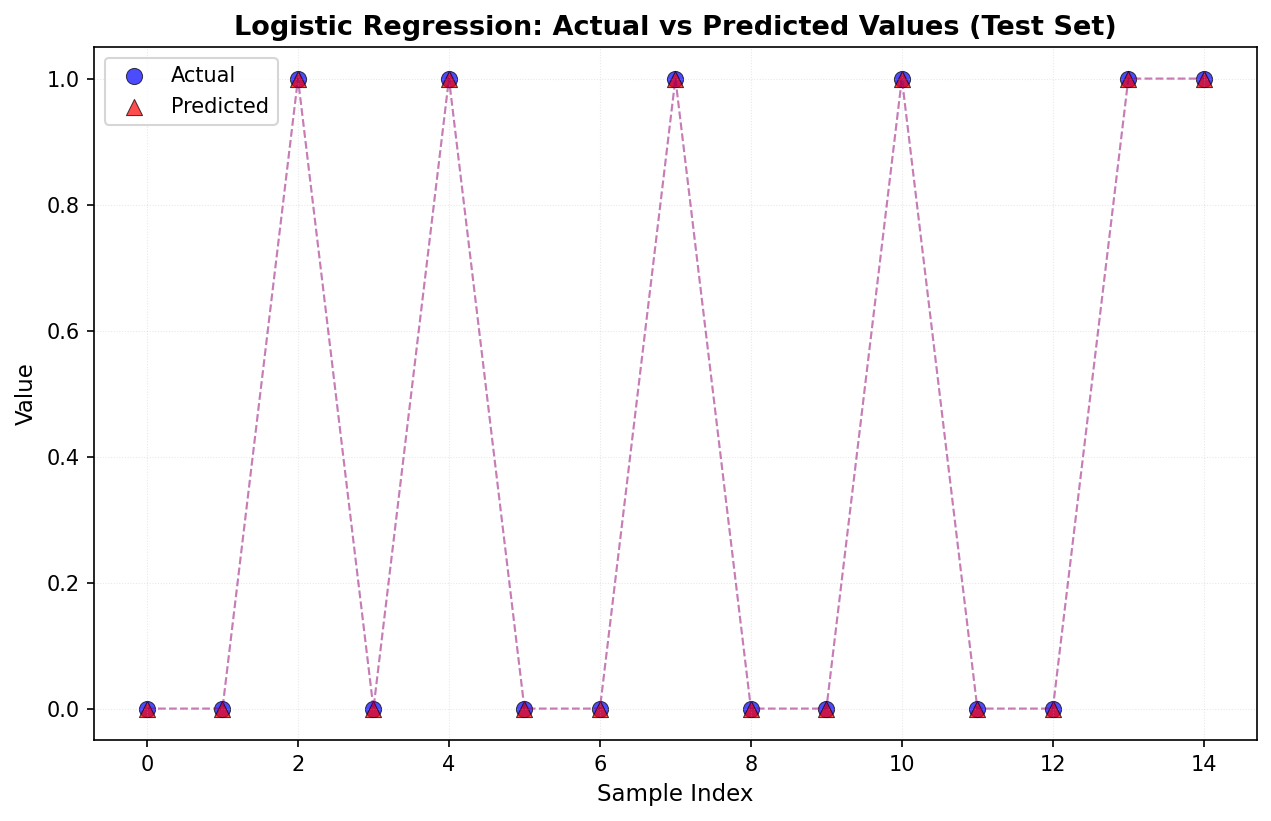 Logistic Regression: Actual vs Predicted Values (Test Set)
Actual
Predicted
1.0
0.8
0.6
0.4
0.2
0.0
Value
0 2 4 6 8 10 12 14
Sample Index